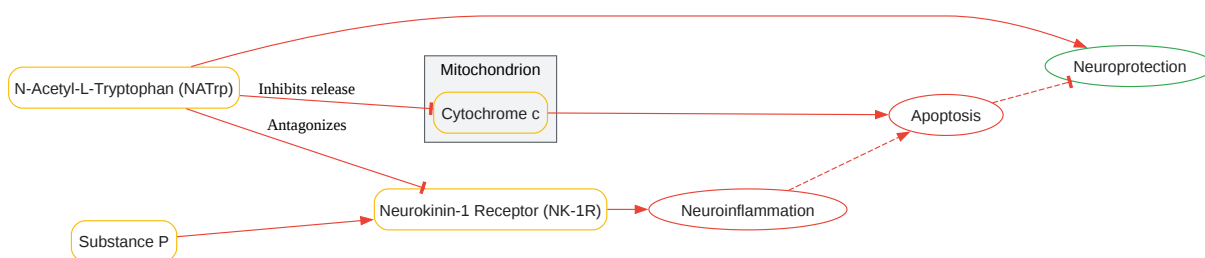 Mitochondrion
Neuroprotection
N-Acetyl-L-Tryptophan (NATrp)
Inhibits release
Cytochrome c
Apoptosis
Antagonizes
Neurokinin-1 Receptor (NK-1R)
Neuroinflammation
Substance P